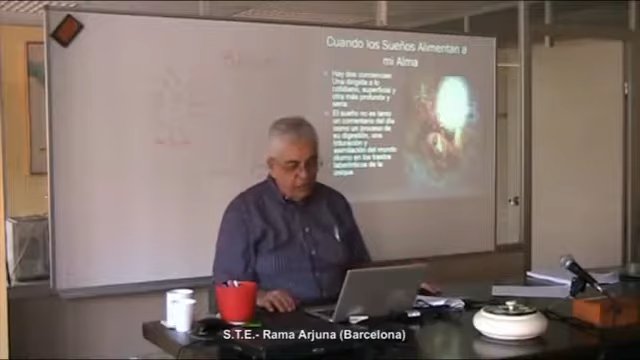 Cuando los Sueños Alimentan a
mi Alma
Hay dos conciencias:
Una dirigida a lo
cotidiano, superficial y
otra más profunda y
seria.
El sueño no es tanto
un comentario del día
como un proceso de
su digestión, una
trituración y
asimilación del mundo
diurno en los trastos
laberínticos de la
psique.
S.T.E.- Rama Arjuna (Barcelona)